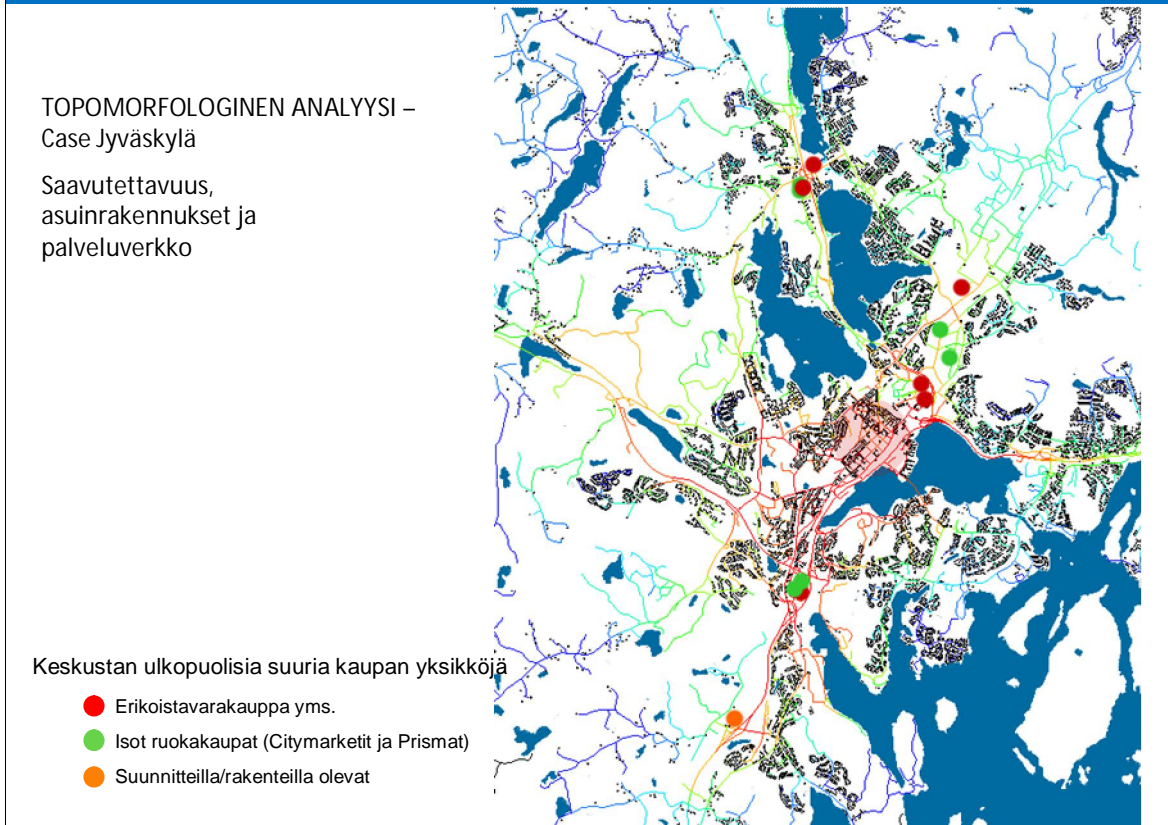 TOPOMORFOLOGINEN ANALYYSI –
Case Jyväskylä
Saavutettavuus,
asuinrakennukset ja
palveluverkko
Keskustan ulkopuolisia suuria kaupan yksikköjä
Erikoistavarakauppa yms.
Isot ruokakaupat (Citymarketit ja Prismat)
Suunnitteilla/rakenteilla olevat